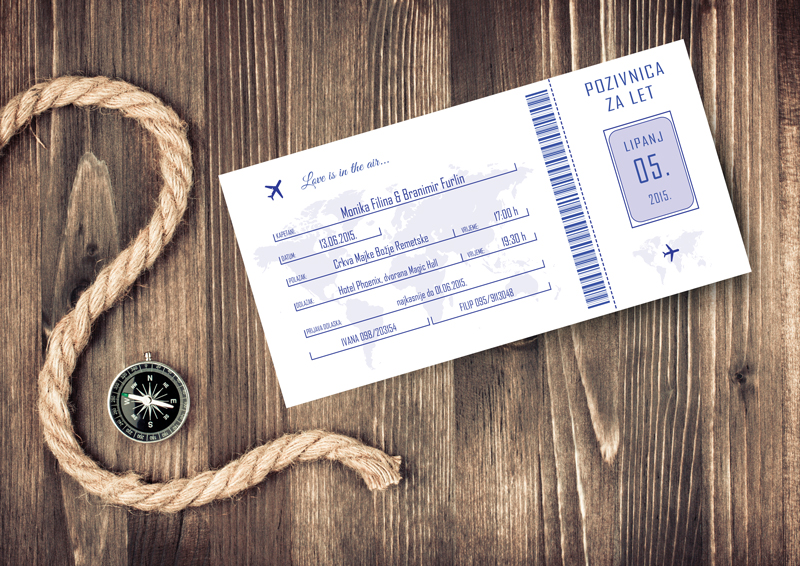 Love is in the air...
KAPETANI: Monika Filina & Branimir Furlin
DATUM: 13.06.2015. VRIJEME: 17:00 h
POLAZAK: Crkva Majke Božje Remetske
VRIJEME: 19:30 h
DOLAZAK: Hotel Phoenix, dvorana Magic Hall
PRIJAVA DOLAZKA: najkasnije do 01.06.2015.
IVANA 098/203154 FILIP 095/9113048
POZIVNICA
ZA LET
LIPANJ
05.
2015.
N
E
S
W